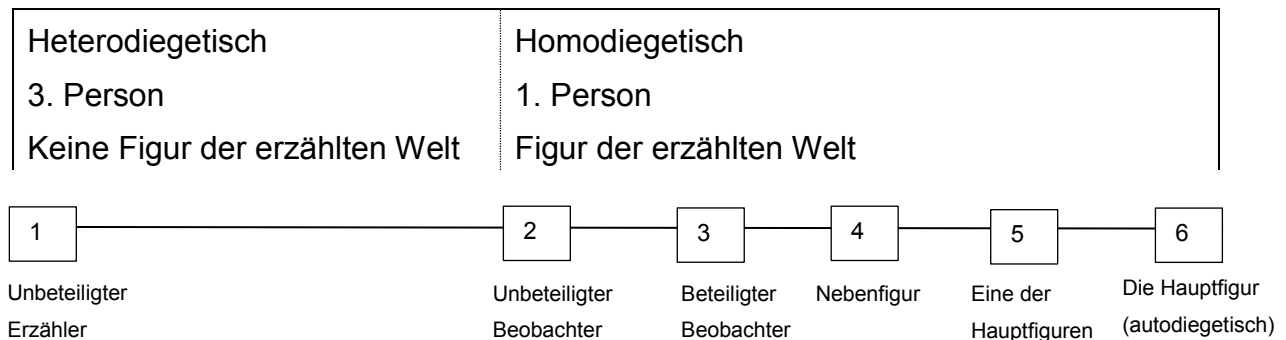 Heterodiegetisch
3. Person
Keine Figur der erzählten Welt
Homodiegetisch
1. Person
Figur der erzählten Welt
1
2
3
4
5
6
Unbeteiligter
Erzähler
Unbeteiligter
Beobachter
Beteiligter
Beobachter
Nebenfigur
Eine der
Hauptfiguren
Die Hauptfigur
(autodiegetisch)